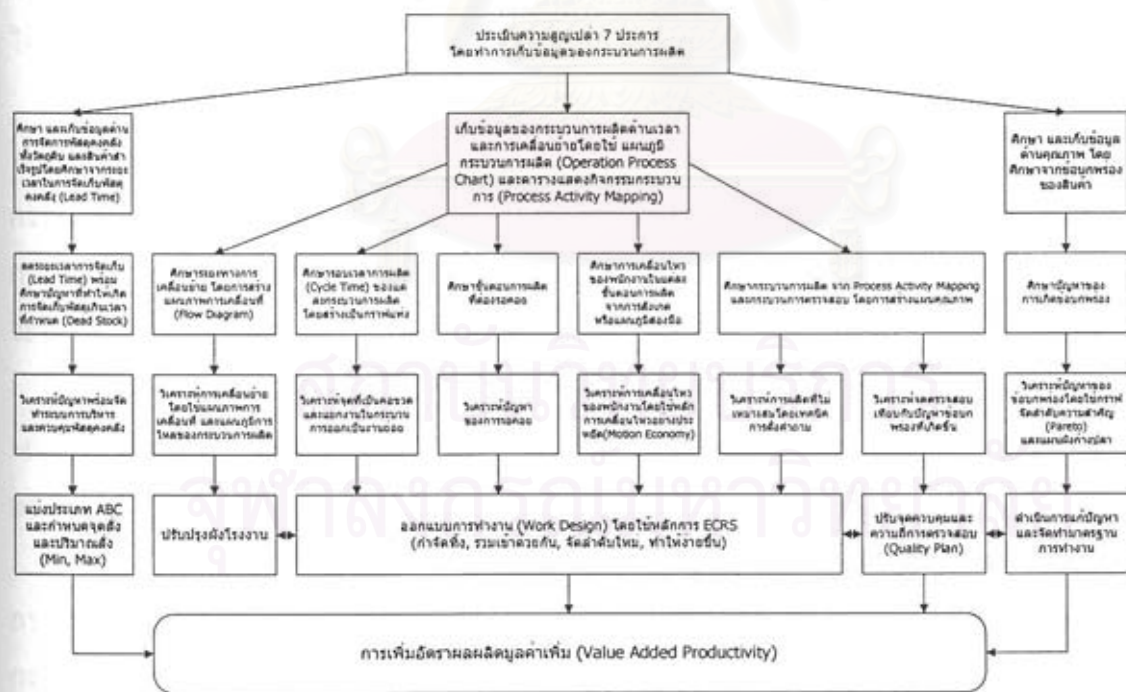 ประเมินความสูญเปล่า 7 ประการ
โดยทำการเก็บข้อมูลของกระบวนการผลิต
ศึกษา และเก็บข้อมูลด้าน
การจัดการพัสดุคงคลัง
ทั้งวัตถุดิบ และสินค้าสำ
เร็จรูปโดยศึกษาจากระยะ
เวลาในการจัดเก็บพัสดุ
คงคลัง (Lead Time)
เก็บข้อมูลของกระบวนการผลิตด้านเวลา
และการเคลื่อนย้ายโดยใช้ แผนภูมิ
กระบวนการผลิต (Operation Process
Chart) และตารางแสดงกิจกรรมกระบวน
การ (Process Activity Mapping)
ศึกษา และเก็บข้อมูล
ด้านคุณภาพ โดย
ศึกษาจากข้อบกพร่อง
ของสินค้า
ลดระยะเวลาการจัดเก็บ
(Lead Time) พร้อม
ศึกษาปัญหาที่ทำให้เกิด
การจัดเก็บพัสดุเกินเวลา
ที่กำหนด (Dead Stock)
ศึกษาระยะทางการ
เคลื่อนย้าย โดยการสร้าง
แผนภาพการเคลื่อนที่
(Flow Diagram)
ศึกษารอบเวลาการผลิต
(Cycle Time) ของแต่
ละกระบวนการผลิต
โดยสร้างเป็นกราฟแท่ง
ศึกษาขั้นตอนการผลิต
ที่ต้องรอคอย
ศึกษาการเคลื่อนไหว
ของพนักงานในแต่ละ
ขั้นตอนการผลิต
จากการสังเกต
หรือแผนภูมิสองมือ
ศึกษากระบวนการผลิต จาก Process Activity Mapping
และกระบวนการตรวจสอบ โดยการสร้างแผนคุณภาพ
ศึกษาปัญหาของ
การเกิดข้อบกพร่อง
วิเคราะห์ปัญหาพร้อมจัด
ทำระบบการบริหาร
และควบคุมพัสดุคงคลัง
วิเคราะห์การเคลื่อนย้าย
โดยใช้แผนภาพการ
เคลื่อนที่ และแผนภูมิการ
ไหลของกระบวนการผลิต
วิเคราะห์จุดที่เป็นคอขวด
และแยกงานในกระบวน
การออกเป็นงานย่อย
วิเคราะห์ปัญหา
ของการรอคอย
วิเคราะห์การเคลื่อนไหว
ของพนักงานโดยใช้หลัก
การเคลื่อนไหวอย่างประ
หยัด(Motion Economy)
วิเคราะห์การผลิตที่ไม่
เหมาะสมโดยเทคนิค
การตั้งคำถาม
วิเคราะห์จุดตรวจสอบ
เทียบกับปัญหาข้อบก
พร่องที่เกิดขึ้น
วิเคราะห์ปัญหาของ
ข้อบกพร่องโดยใช้กราฟ
จัดลำดับความสำคัญ
(Pareto)
และแผนผังก้างปลา
สถาบันวิทยบริการ
จุฬาลงกรณ์มหาวิทยาลัย
แบ่งประเภท ABC
และกำหนดจุดสั่ง
และปริมาณสั่ง
(Min, Max)
ปรับปรุงผังโรงงาน
ออกแบบการทำงาน (Work Design) โดยใช้หลักการ ECRS
(กำจัดทิ้ง, รวมเข้าด้วยกัน, จัดลำดับใหม่, ทำให้ง่ายขึ้น)
ปรับจุดควบคุมและ
ความถี่การตรวจสอบ
(Quality Plan)
ดำเนินการแก้ปัญหา
และจัดทำมาตรฐาน
การทำงาน
การเพิ่มอัตราผลผลิตมูลค่าเพิ่ม (Value Added Productivity)